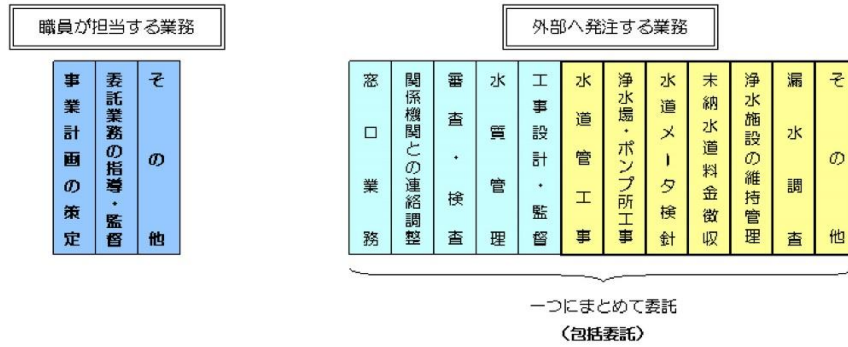 職員が担当する業務
外部へ発注する業務
事業計画の策定
委託業務の指導・監督
その他
窓口業務
関係機関との連絡調整
審査・検査
水質管理
工事設計・監督
水道管工事
浄水場・ポンプ所工事
水道メータ検針
未納水道料金徴収
浄水施設の維持管理
漏水調査
その他
一つにまとめて委託
（包括委託）